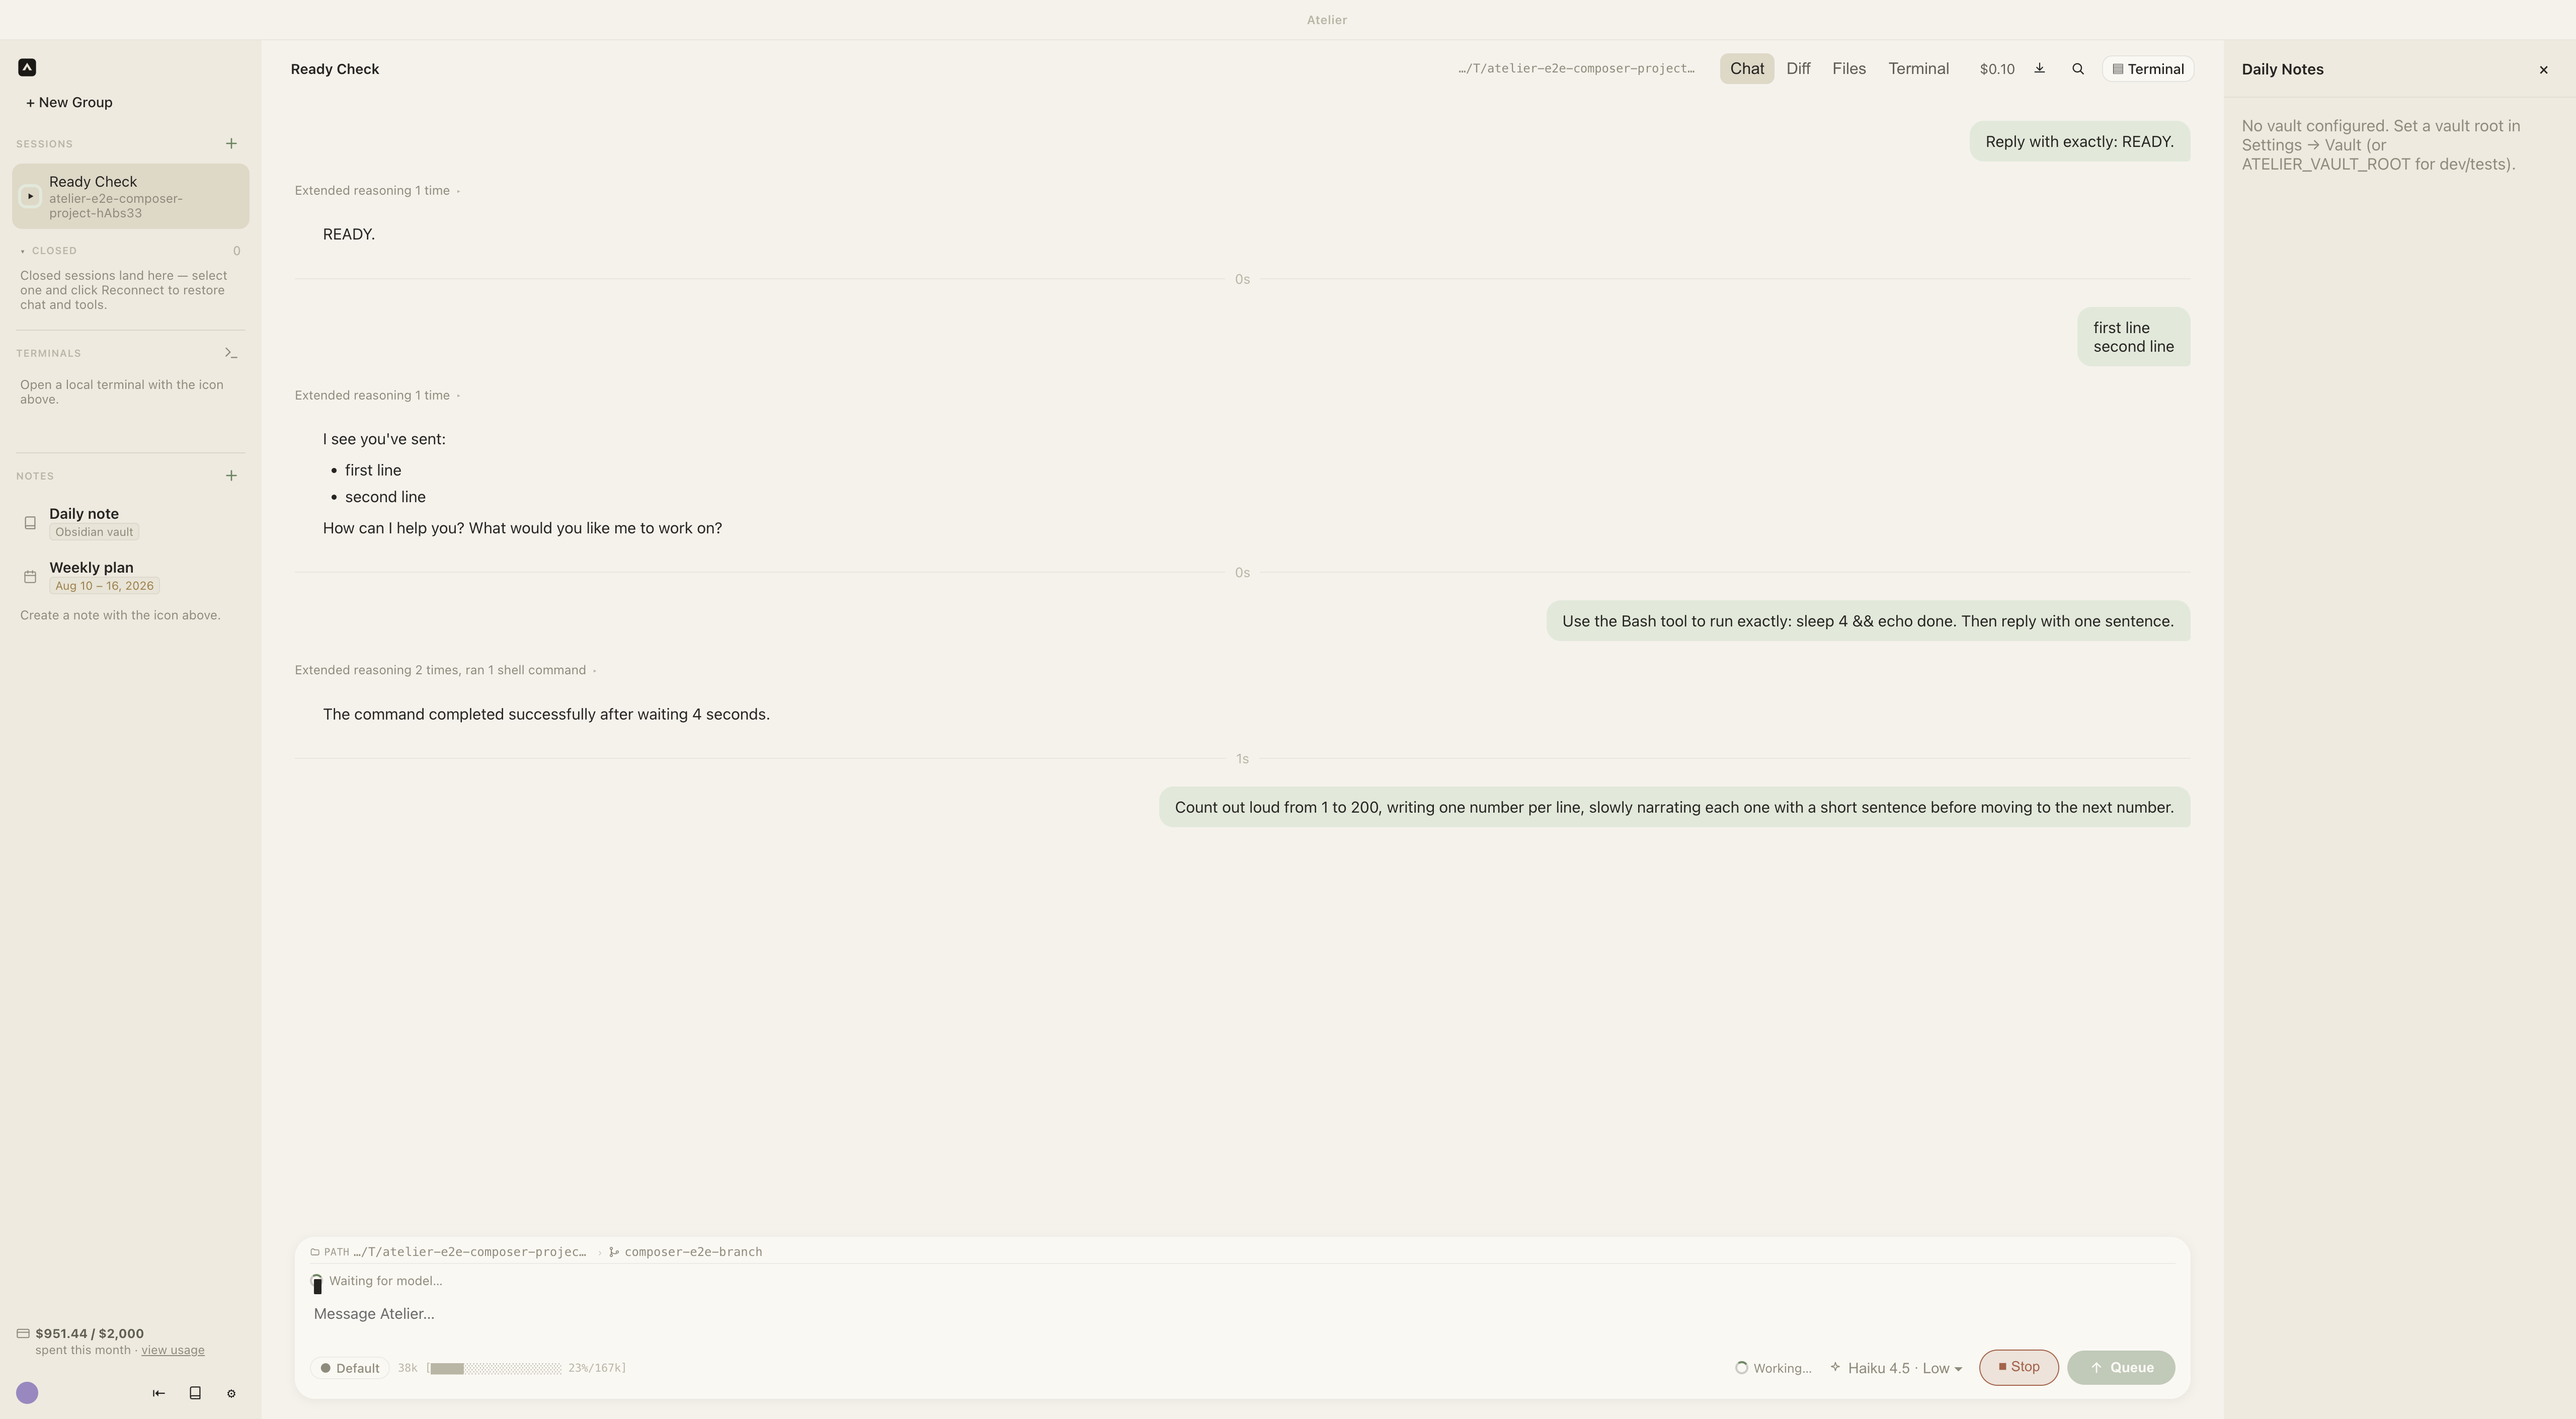 Atelier
+ New Group
SESSIONS
Ready Check
atelier-e2e-composer-
project-hAbs33
CLOSED 0
Closed sessions land here — select
one and click Reconnect to restore
chat and tools.
TERMINALS
Open a local terminal with the icon
above.
NOTES
Daily note
Obsidian vault
Weekly plan
Aug 10 – 16, 2026
Create a note with the icon above.
$951.44 / $2,000
spent this month · view usage
Ready Check
…/T/atelier-e2e-composer-project…
Chat Diff Files Terminal $0.10 Terminal
Reply with exactly: READY.
Extended reasoning 1 time
READY.
0s
first line
second line
Extended reasoning 1 time
I see you've sent:
• first line
• second line
How can I help you? What would you like me to work on?
0s
Use the Bash tool to run exactly: sleep 4 && echo done. Then reply with one sentence.
Extended reasoning 2 times, ran 1 shell command
The command completed successfully after waiting 4 seconds.
1s
Count out loud from 1 to 200, writing one number per line, slowly narrating each one with a short sentence before moving to the next number.
PATH …/T/atelier-e2e-composer-projec… › composer-e2e-branch
Waiting for model…
Message Atelier…
Default 38k [ 23%/167k]
Working… Haiku 4.5 · Low Stop Queue
Daily Notes
No vault configured. Set a vault root in
Settings → Vault (or
ATELIER_VAULT_ROOT for dev/tests).